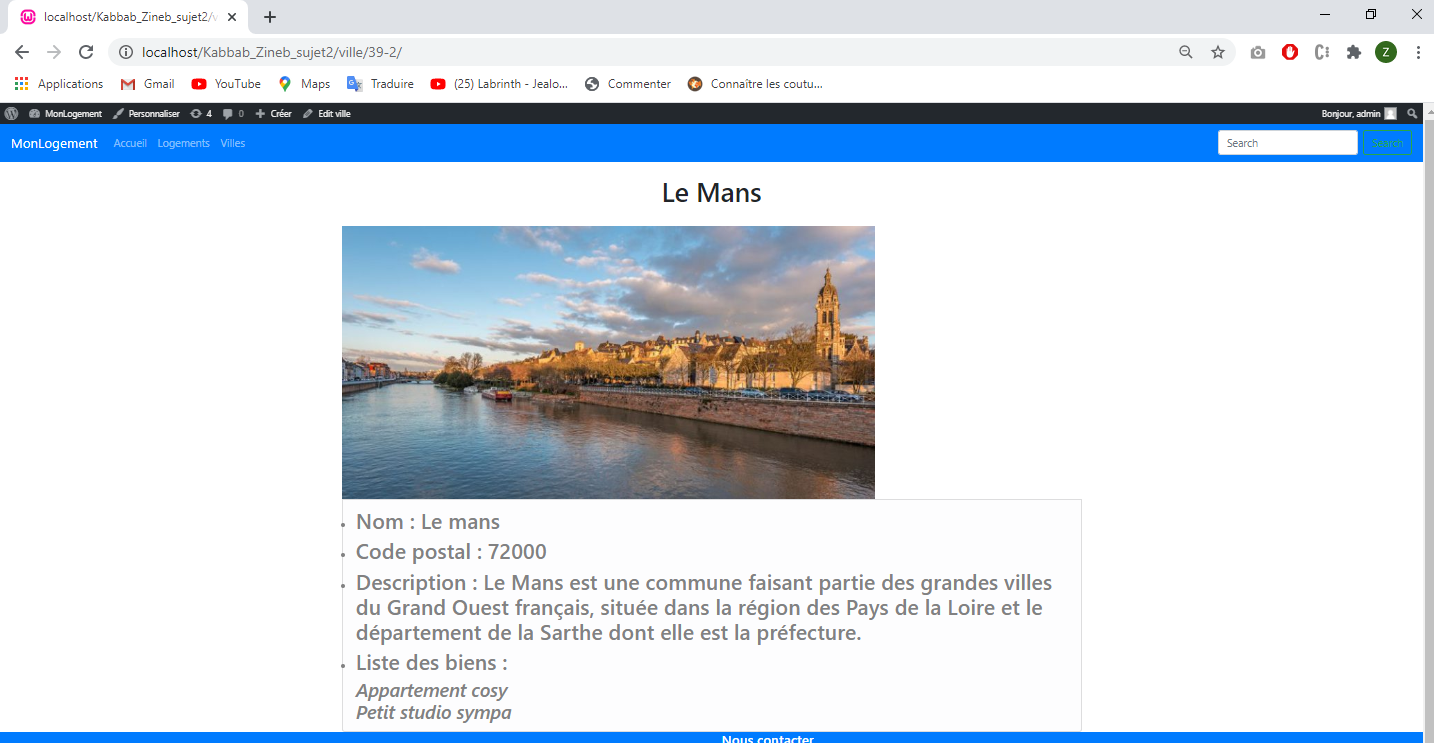 localhost/Kabbab_Zineb_sujet2/v
localhost/Kabbab_Zineb_sujet2/ville/39-2/
Z
Applications Gmail YouTube Maps Traduire (25) Labrinth - Jealo... Commenter Connaître les coutu...
MonLogement Personnaliser 4 0 Créer Edit ville Bonjour, admin
MonLogement Accueil Logements Villes Search Search
Le Mans
Nom : Le mans
Code postal : 72000
Description : Le Mans est une commune faisant partie des grandes villes
du Grand Ouest français, située dans la région des Pays de la Loire et le
département de la Sarthe dont elle est la préfecture.
Liste des biens :
Appartement cosy
Petit studio sympa
Nous contacter